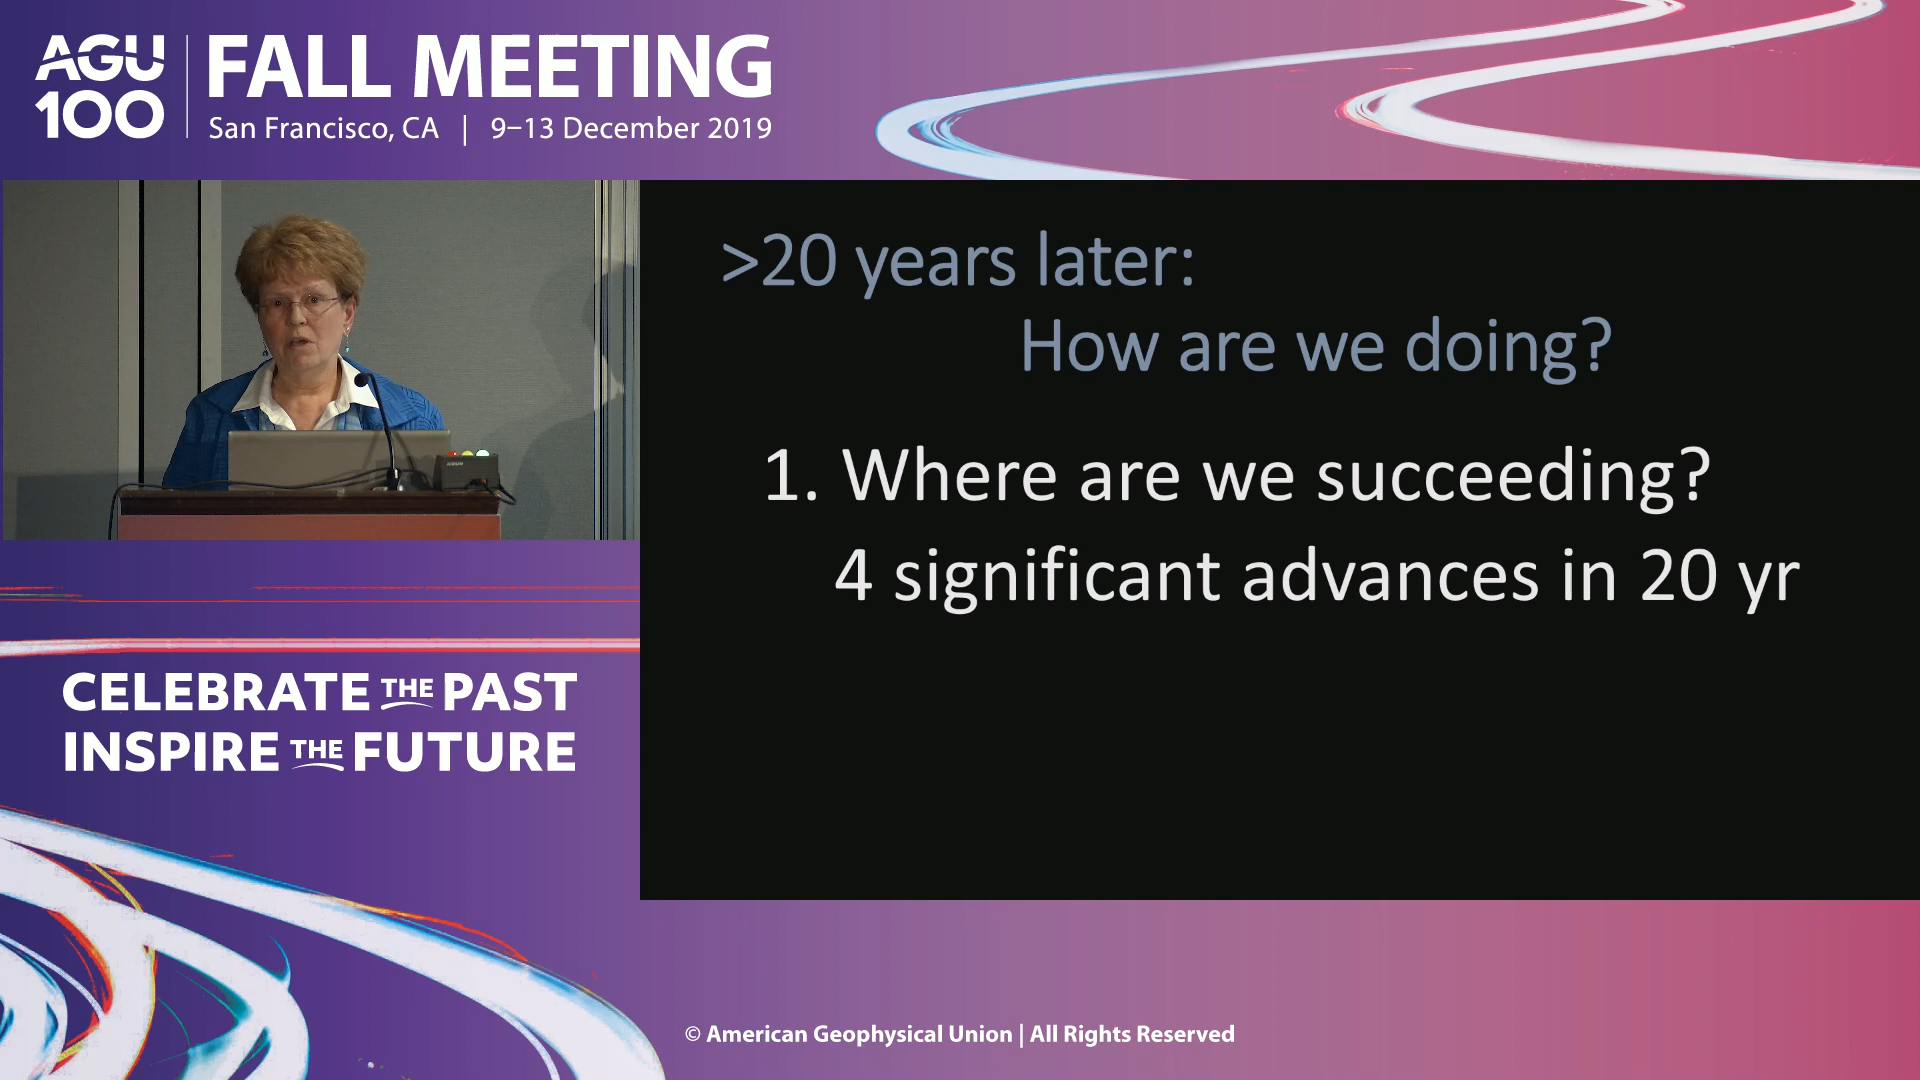 AGU
100
FALL MEETING
San Francisco, CA | 9–13 December 2019
>20 years later:
How are we doing?
1. Where are we succeeding?
4 significant advances in 20 yr
CELEBRATE THE PAST
INSPIRE THE FUTURE
© American Geophysical Union | All Rights Reserved